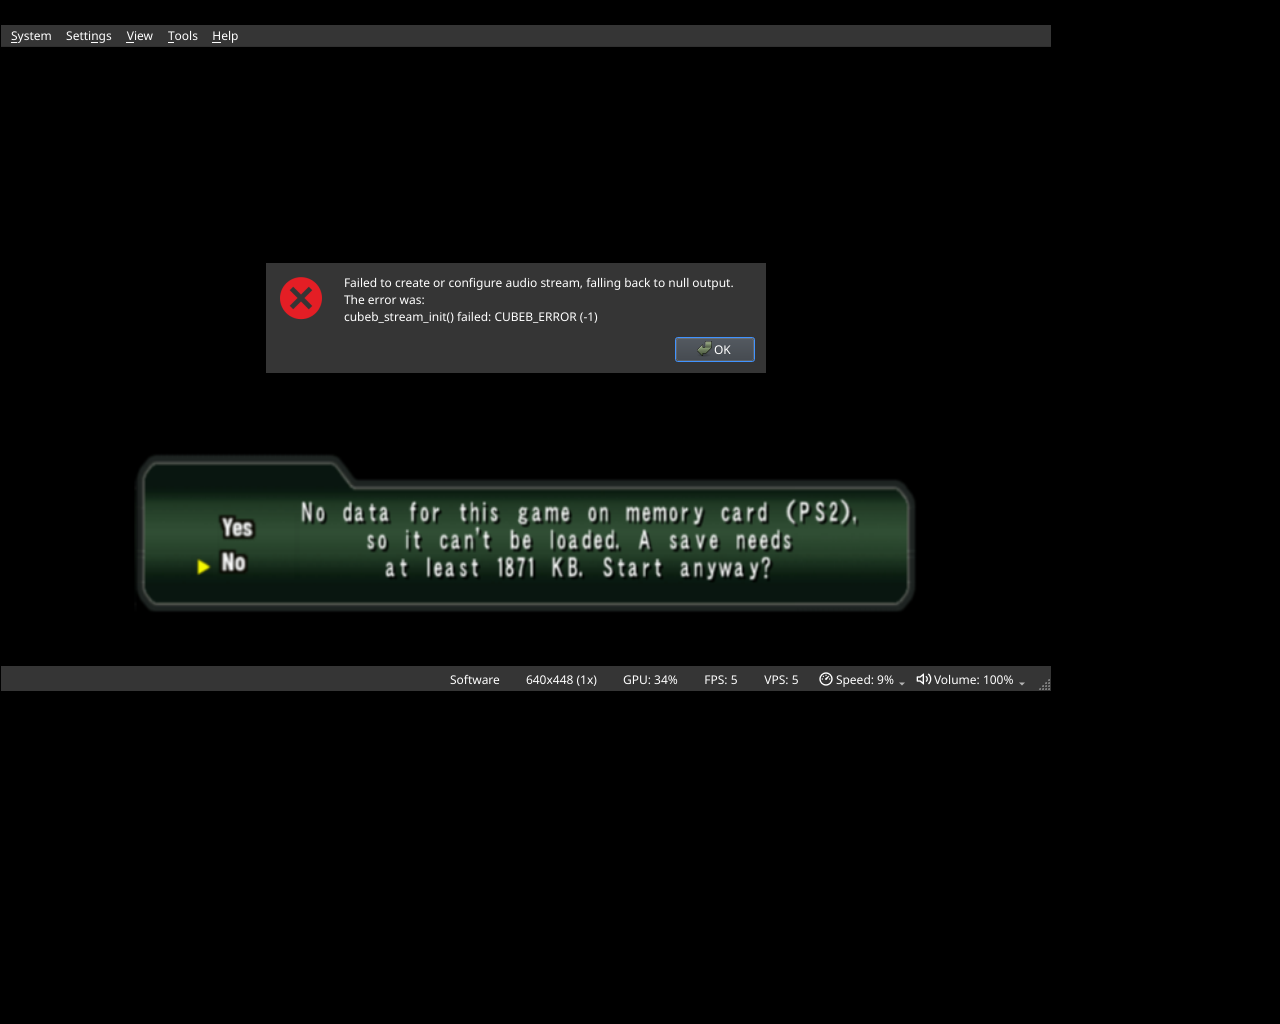 System Settings View Tools Help
Failed to create or configure audio stream, falling back to null output.
The error was:
cubeb_stream_init() failed: CUBEB_ERROR (-1)
OK
Yes
No
No data for this game on memory card (PS2),
so it can't be loaded. A save needs
at least 1871 KB. Start anyway?
Software 640x448 (1x) GPU: 34% FPS: 5 VPS: 5 Speed: 9% Volume: 100%